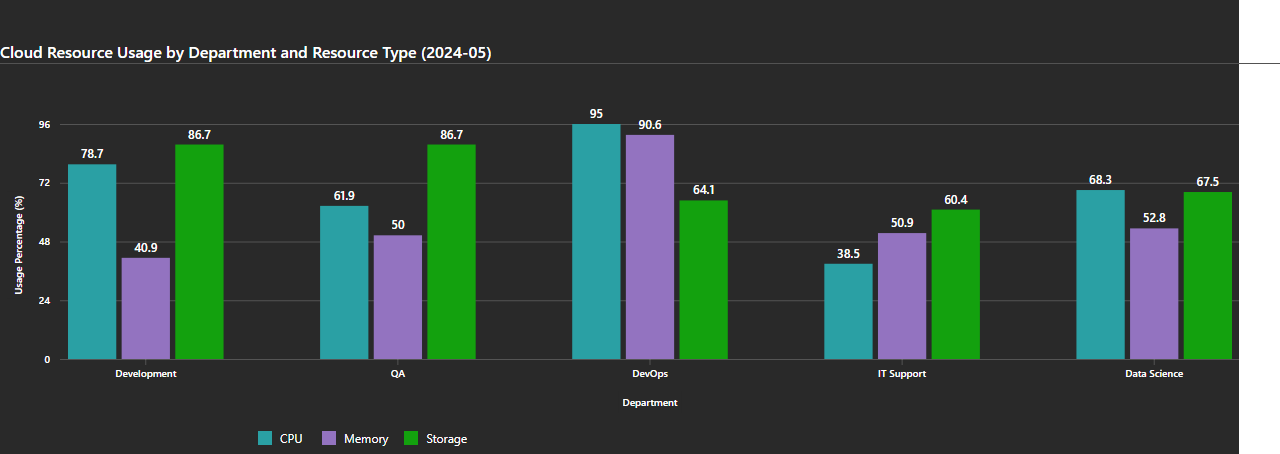 Cloud Resource Usage by Department and Resource Type (2024-05)
Usage Percentage (%)
96
72
48
24
0
78.7
40.9
86.7
61.9
50
86.7
95
90.6
64.1
38.5
50.9
60.4
68.3
52.8
67.5
Development
QA
DevOps
IT Support
Data Science
Department
CPU
Memory
Storage